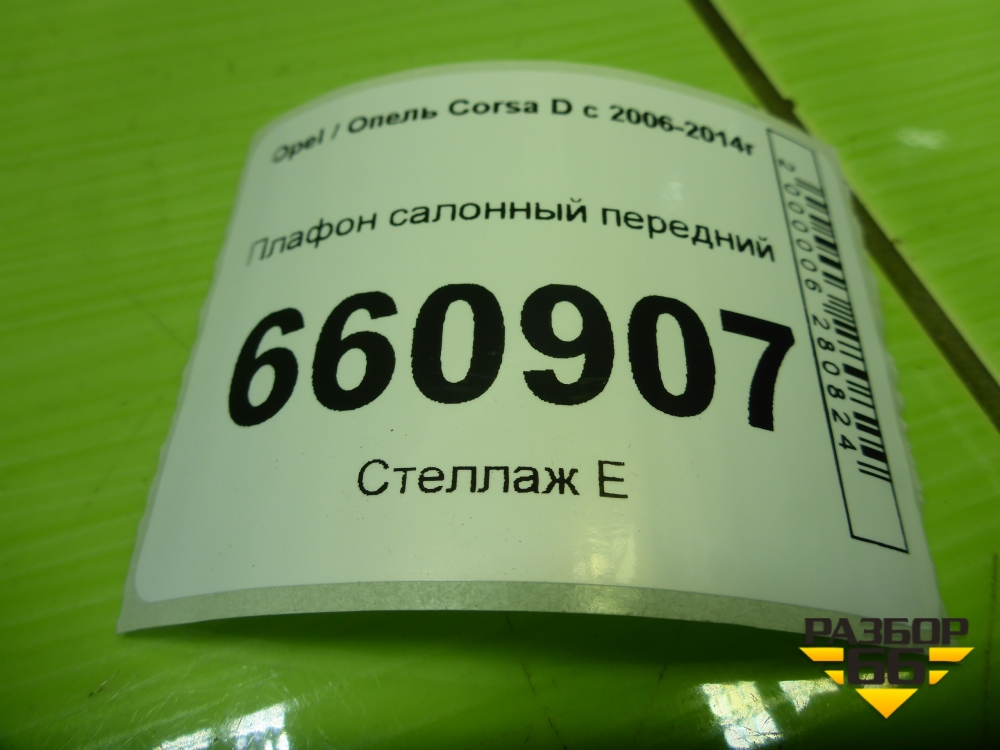 Opel / Опель Corsa D с 2006-2014г
Плафон салонный передний
660907
Стеллаж Е
2000006280824
РАЗБОР
66